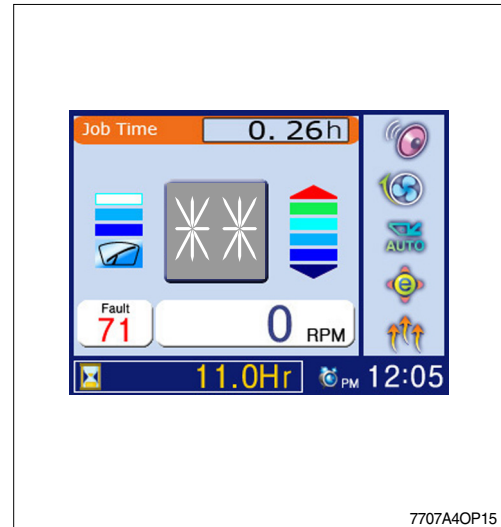 Job Time 0. 26h
AUTO
e
Fault
71
0 RPM
11.0Hr PM 12:05
7707A4OP15